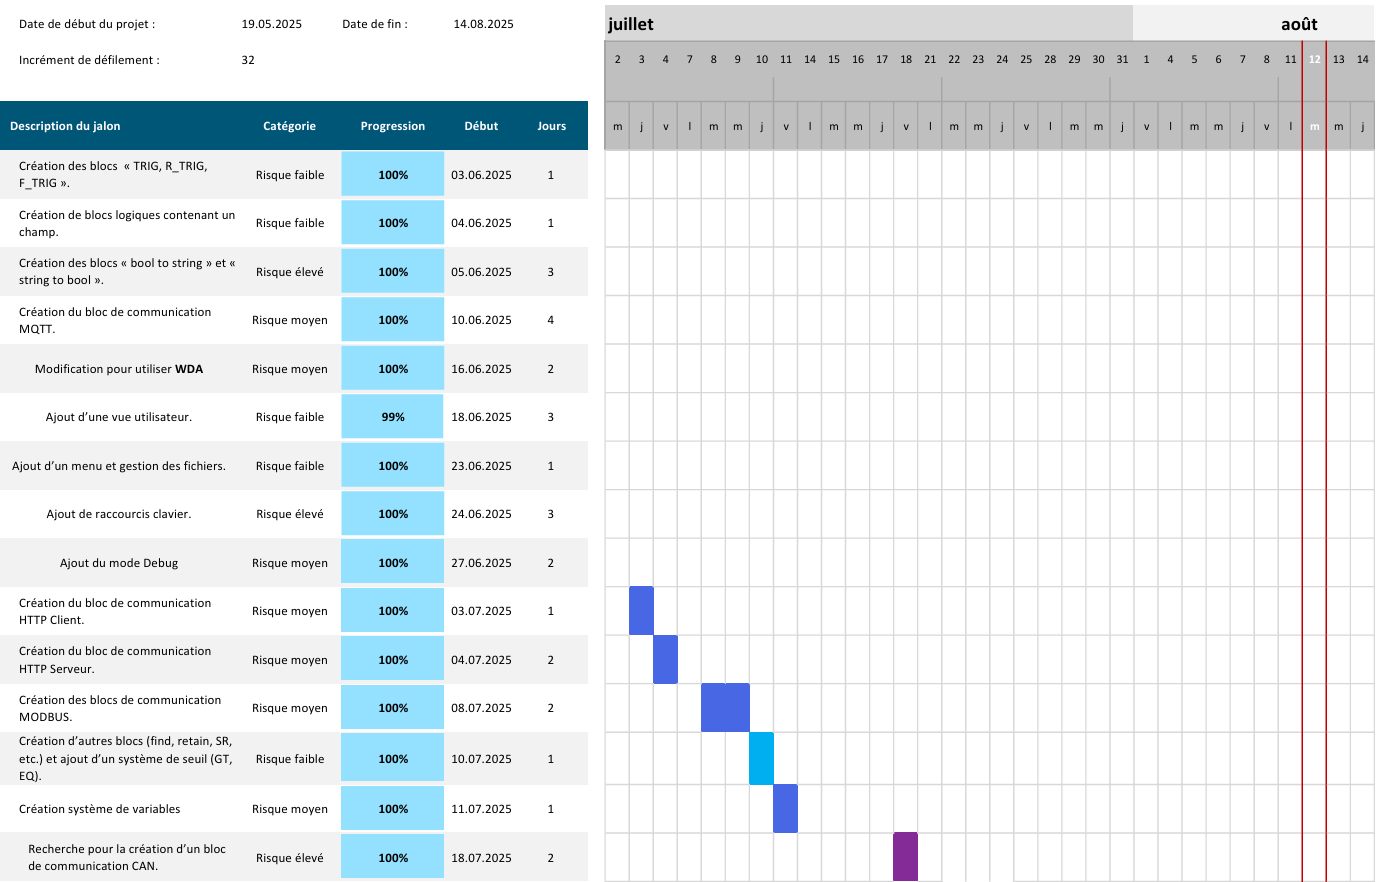 Date de début du projet : 19.05.2025 Date de fin : 14.08.2025
Incrément de défilement : 32
juillet août
2 3 4 7 8 9 10 11 14 15 16 17 18 21 22 23 24 25 28 29 30 31 1 4 5 6 7 8 11 12 13 14
Description du jalon Catégorie Progression Début Jours
m j v l m m j v l m m j v l m m j v l m m j v l m m j v l m m j
Création des blocs « TRIG, R_TRIG,
F_TRIG ». Risque faible 100% 03.06.2025 1
Création de blocs logiques contenant un
champ. Risque faible 100% 04.06.2025 1
Création des blocs « bool to string » et «
string to bool ». Risque élevé 100% 05.06.2025 3
Création du bloc de communication
MQTT. Risque moyen 100% 10.06.2025 4
Modification pour utiliser WDA Risque moyen 100% 16.06.2025 2
Ajout d’une vue utilisateur. Risque faible 99% 18.06.2025 3
Ajout d’un menu et gestion des fichiers. Risque faible 100% 23.06.2025 1
Ajout de raccourcis clavier. Risque élevé 100% 24.06.2025 3
Ajout du mode Debug Risque moyen 100% 27.06.2025 2
Création du bloc de communication
HTTP Client. Risque moyen 100% 03.07.2025 1
Création du bloc de communication
HTTP Serveur. Risque moyen 100% 04.07.2025 2
Création des blocs de communication
MODBUS. Risque moyen 100% 08.07.2025 2
Création d’autres blocs (find, retain, SR,
etc.) et ajout d’un système de seuil (GT, Risque faible 100% 10.07.2025 1
EQ).
Création système de variables Risque moyen 100% 11.07.2025 1
Recherche pour la création d’un bloc
de communication CAN. Risque élevé 100% 18.07.2025 2